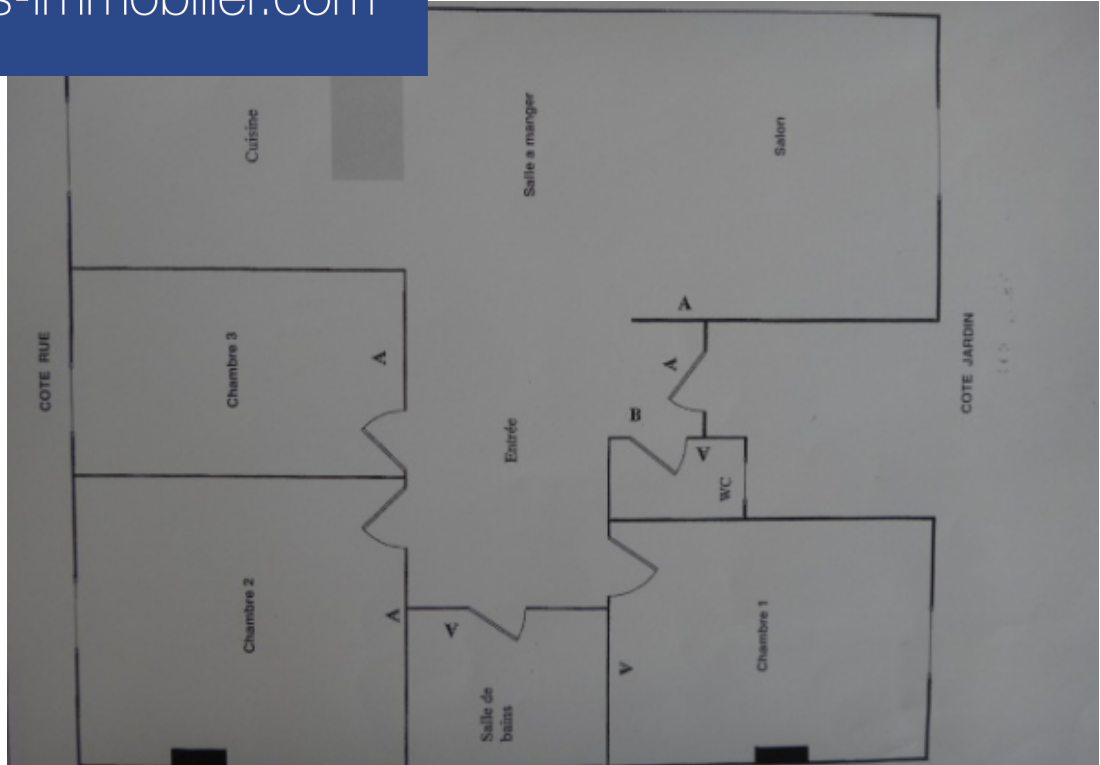 s-immobilier.com
Cuisine
Salle a manger
Salon
COTE RUE
Chambre 3
A
A
A
B
Entrée
A
WC
COTE JARDIN
Chambre 2
A
A
Salle de
bains
V
Chambre 1